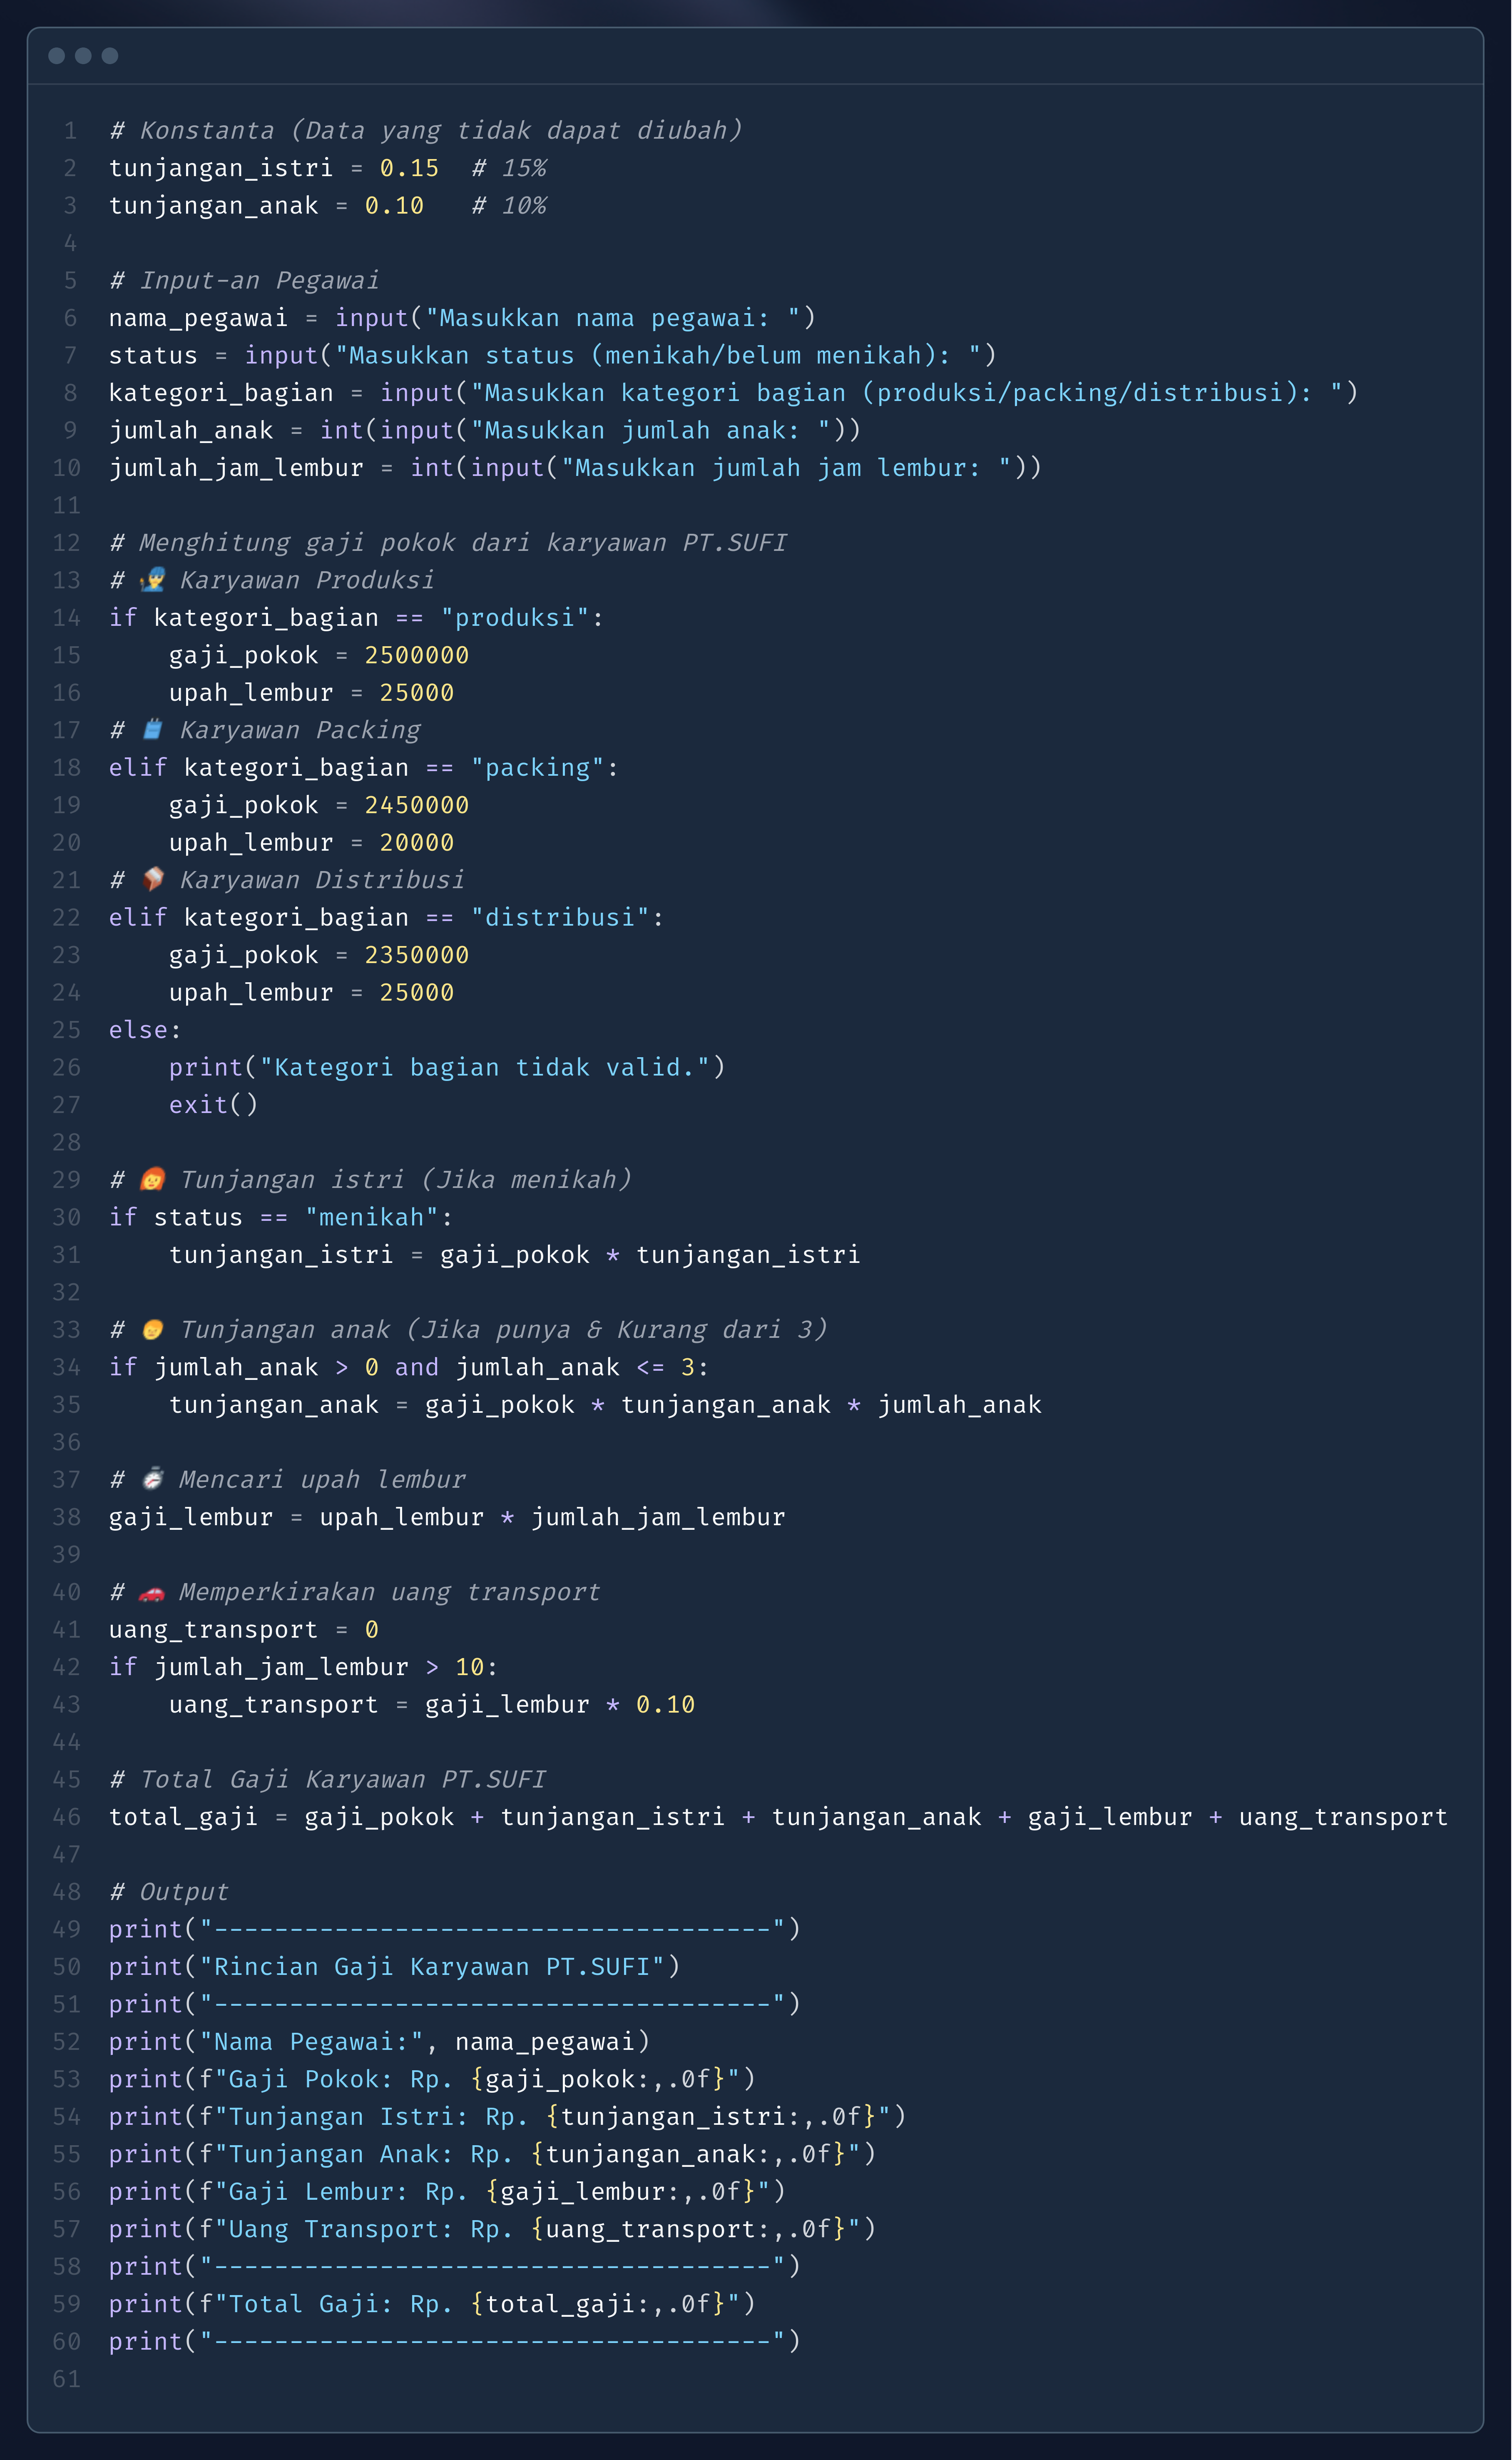 1 # Konstanta (Data yang tidak dapat diubah)
2 tunjangan_istri = 0.15  # 15%
3 tunjangan_anak = 0.10   # 10%
4
5 # Input-an Pegawai
6 nama_pegawai = input("Masukkan nama pegawai: ")
7 status = input("Masukkan status (menikah/belum menikah): ")
8 kategori_bagian = input("Masukkan kategori bagian (produksi/packing/distribusi): ")
9 jumlah_anak = int(input("Masukkan jumlah anak: "))
10 jumlah_jam_lembur = int(input("Masukkan jumlah jam lembur: "))
11
12 # Menghitung gaji pokok dari karyawan PT.SUFI
13 # 👨‍🏭 Karyawan Produksi
14 if kategori_bagian == "produksi":
15     gaji_pokok = 2500000
16     upah_lembur = 25000
17 # Karyawan Packing
18 elif kategori_bagian == "packing":
19     gaji_pokok = 2450000
20     upah_lembur = 20000
21 # 📦 Karyawan Distribusi
22 elif kategori_bagian == "distribusi":
23     gaji_pokok = 2350000
24     upah_lembur = 25000
25 else:
26     print("Kategori bagian tidak valid.")
27     exit()
28
29 # 👩 Tunjangan istri (Jika menikah)
30 if status == "menikah":
31     tunjangan_istri = gaji_pokok * tunjangan_istri
32
33 # 👶 Tunjangan anak (Jika punya & Kurang dari 3)
34 if jumlah_anak > 0 and jumlah_anak <= 3:
35     tunjangan_anak = gaji_pokok * tunjangan_anak * jumlah_anak
36
37 # ⏱️ Mencari upah lembur
38 gaji_lembur = upah_lembur * jumlah_jam_lembur
39
40 # 🚗 Memperkirakan uang transport
41 uang_transport = 0
42 if jumlah_jam_lembur > 10:
43     uang_transport = gaji_lembur * 0.10
44
45 # Total Gaji Karyawan PT.SUFI
46 total_gaji = gaji_pokok + tunjangan_istri + tunjangan_anak + gaji_lembur + uang_transport
47
48 # Output
49 print("-------------------------------------")
50 print("Rincian Gaji Karyawan PT.SUFI")
51 print("-------------------------------------")
52 print("Nama Pegawai:", nama_pegawai)
53 print(f"Gaji Pokok: Rp. {gaji_pokok:,.0f}")
54 print(f"Tunjangan Istri: Rp. {tunjangan_istri:,.0f}")
55 print(f"Tunjangan Anak: Rp. {tunjangan_anak:,.0f}")
56 print(f"Gaji Lembur: Rp. {gaji_lembur:,.0f}")
57 print(f"Uang Transport: Rp. {uang_transport:,.0f}")
58 print("-------------------------------------")
59 print(f"Total Gaji: Rp. {total_gaji:,.0f}")
60 print("-------------------------------------")
61